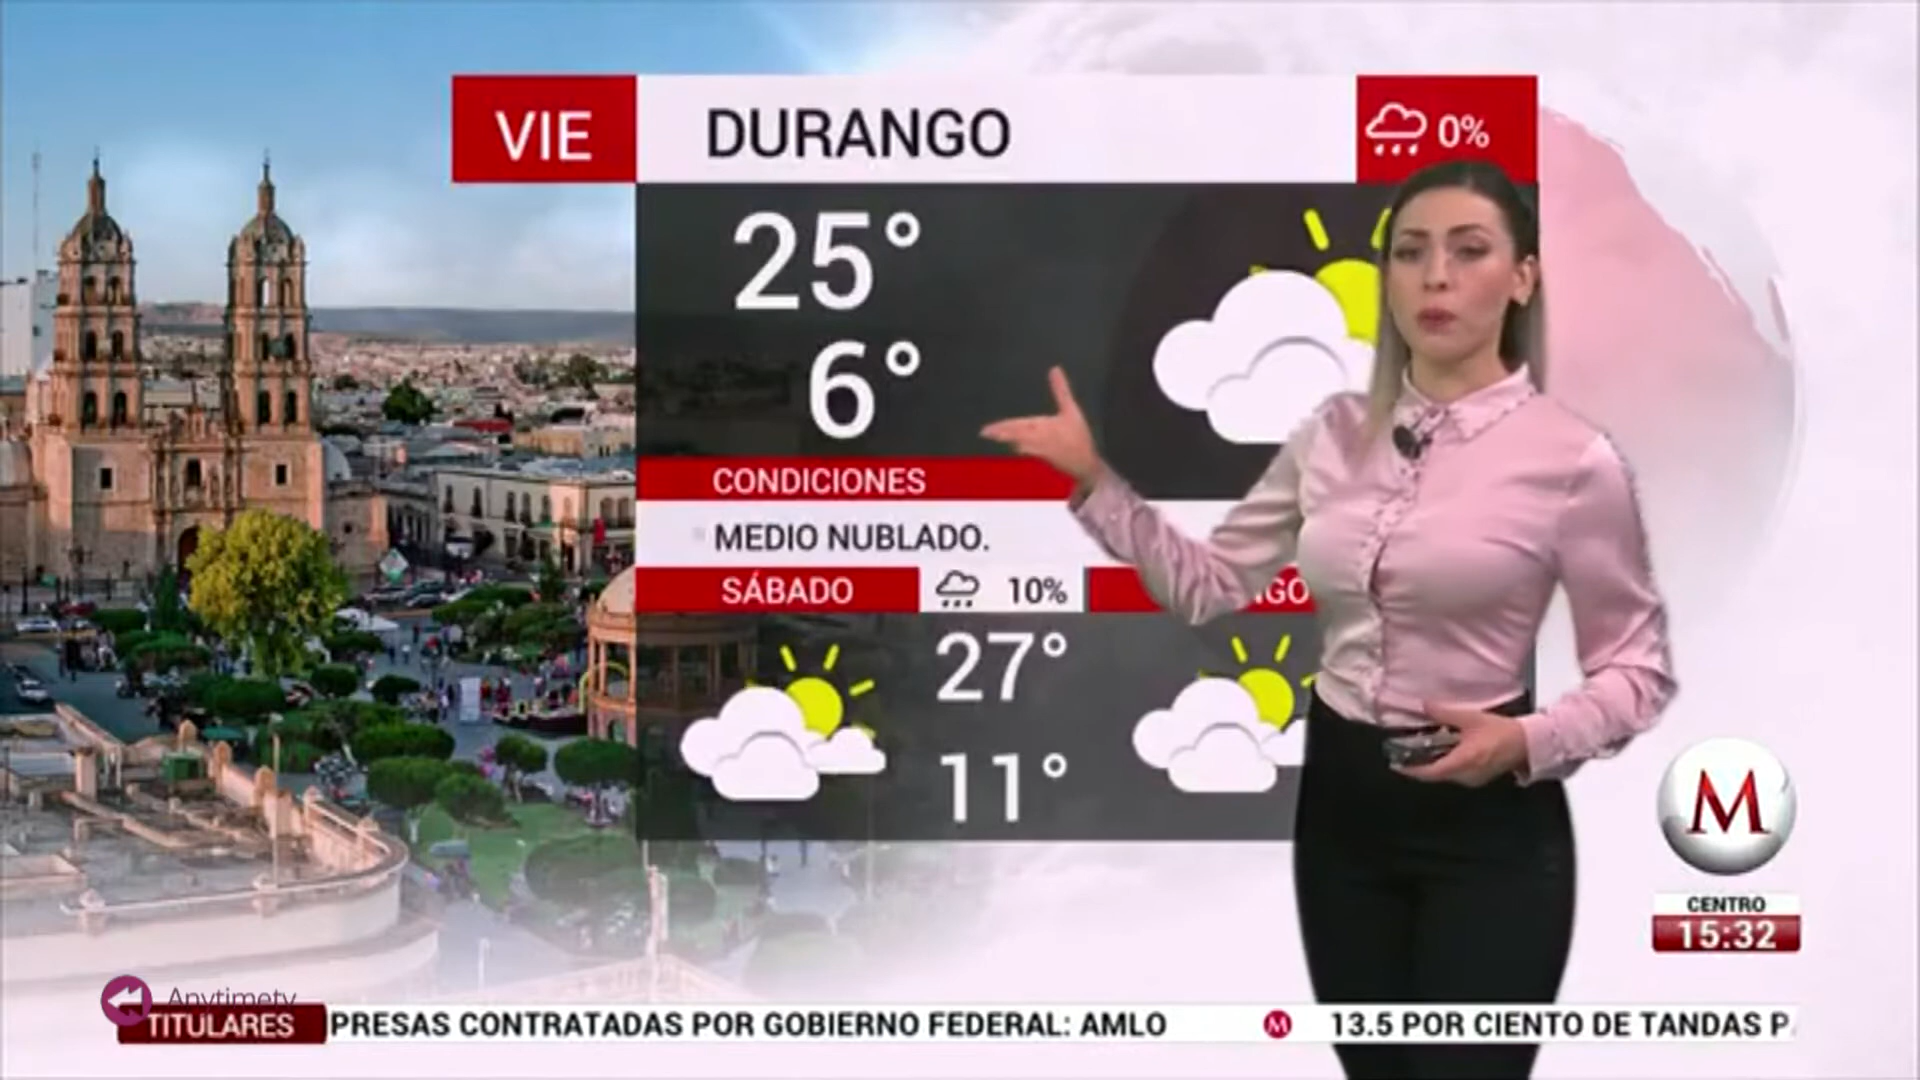 VIE
DURANGO
0%
25°
6°
CONDICIONES
MEDIO NUBLADO.
SÁBADO
10%
27°
11°
M
CENTRO
15:32
Anytimetv
TITULARES
PRESAS CONTRATADAS POR GOBIERNO FEDERAL: AMLO
M
13.5 POR CIENTO DE TANDAS P